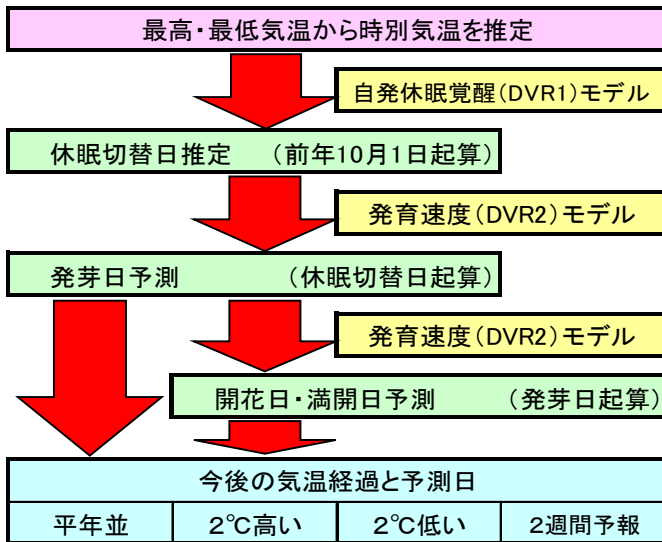 最高・最低気温から時別気温を推定
自発休眠覚醒(DVR1)モデル
休眠切替日推定 (前年10月1日起算)
発育速度(DVR2)モデル
発芽日予測 (休眠切替日起算)
発育速度(DVR2)モデル
開花日・満開日予測 (発芽日起算)
今後の気温経過と予測日
平年並 2℃高い 2℃低い 2週間予報